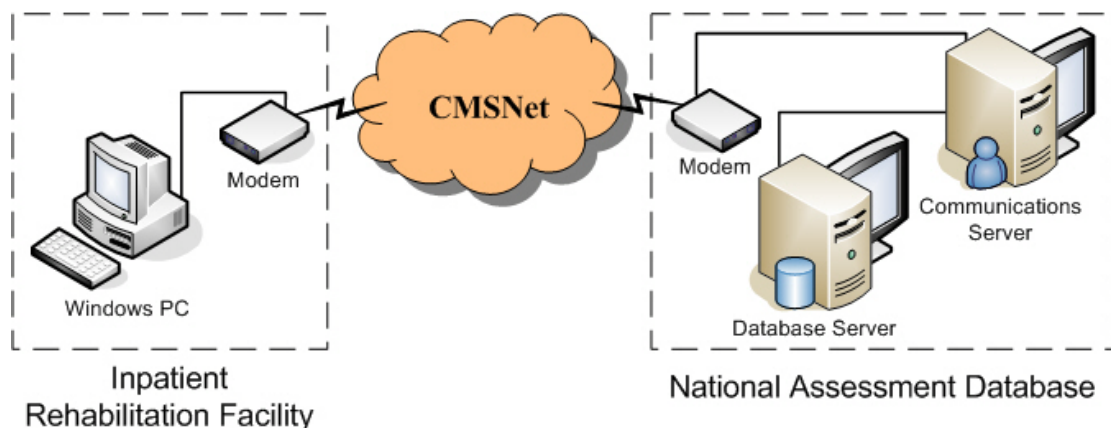 CMSNet
Modem
Windows PC
Inpatient
Rehabilitation Facility
Modem
Communications
Server
Database Server
National Assessment Database